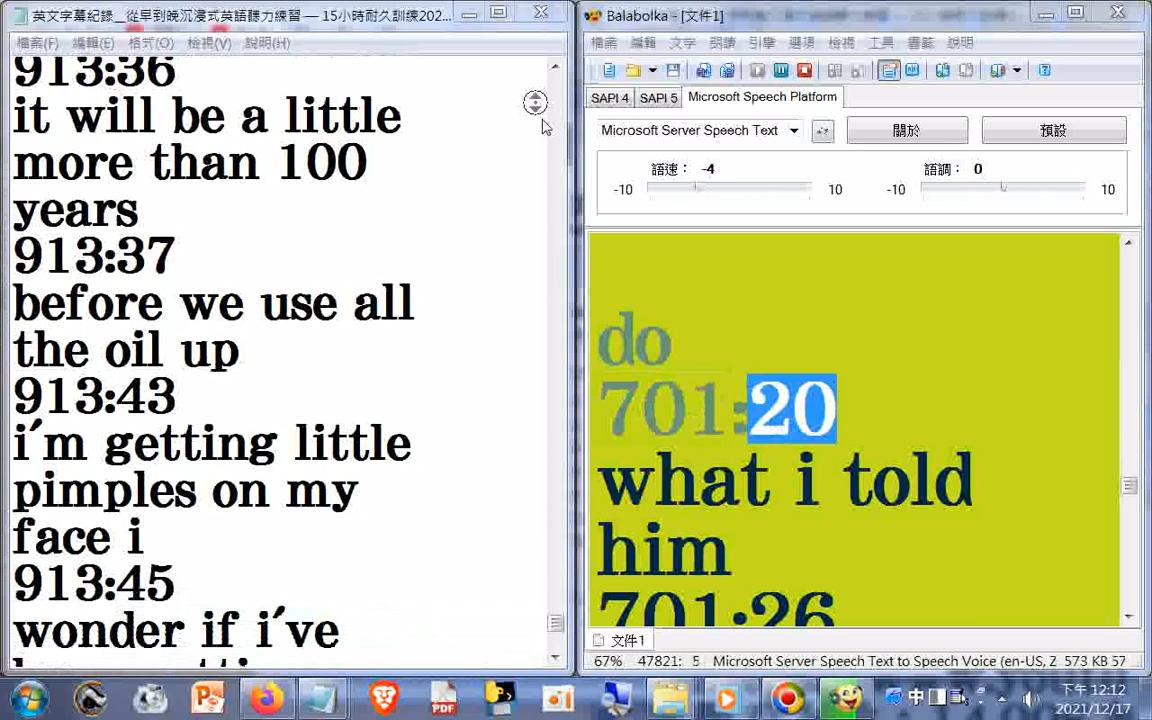 英文字幕紀錄__從早到晚沉浸式英語聽力練習 — 15小時耐久訓練202...
檔案(F) 編輯(E) 格式(O) 檢視(V) 說明(H)
913:36
it will be a little
more than 100
years
913:37
before we use all
the oil up
913:43
i'm getting little
pimples on my
face i
913:45
wonder if i've
Balabolka - [文件1]
檔案 編輯 文字 朗讀 引擎 選項 檢視 工具 書籤 說明
SAPI 4 SAPI 5 Microsoft Speech Platform
Microsoft Server Speech Text 關於 預設
語速： -4 語調： 0
-10 10 -10 10
do
701:20
what i told
him
701:26
文件1
67% 47821: 5 Microsoft Server Speech Text to Speech Voice (en-US, Z 573 KB 57
PDF
中
下午 12:12
2021/12/17